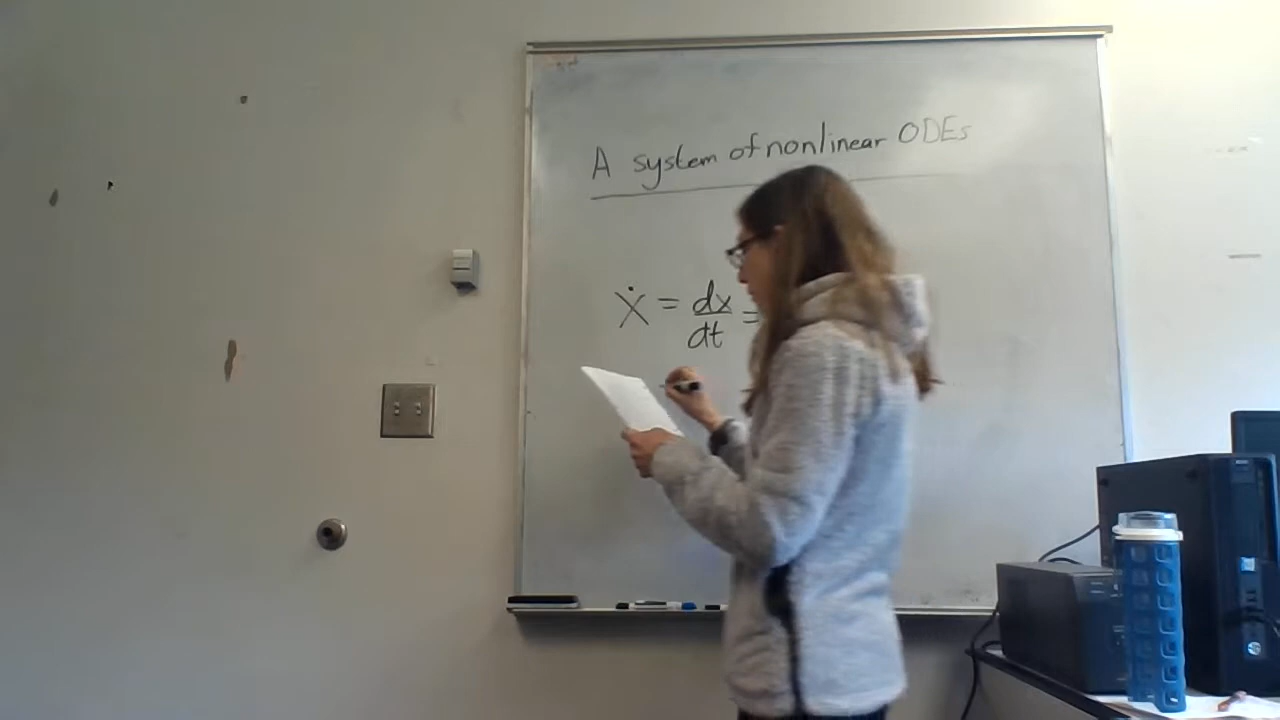 A system of nonlinear ODEs
ẋ = dx/dt =